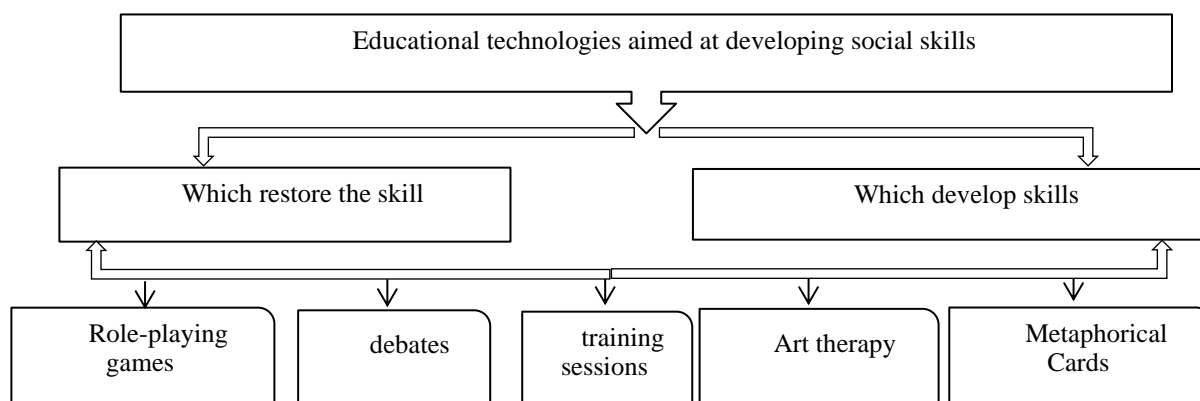 Educational technologies aimed at developing social skills
Which restore the skill
Which develop skills
Role-playing
games
debates
training
sessions
Art therapy
Metaphorical
Cards